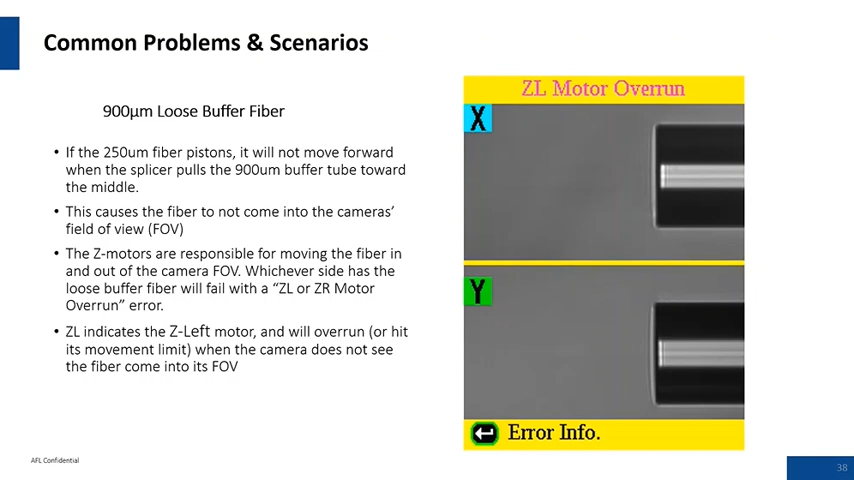 Common Problems & Scenarios
900µm Loose Buffer Fiber
• If the 250um fiber pistons, it will not move forward
when the splicer pulls the 900um buffer tube toward
the middle.
• This causes the fiber to not come into the cameras’
field of view (FOV)
• The Z-motors are responsible for moving the fiber in
and out of the camera FOV. Whichever side has the
loose buffer fiber will fail with a “ZL or ZR Motor
Overrun” error.
• ZL indicates the Z-Left motor, and will overrun (or hit
its movement limit) when the camera does not see
the fiber come into its FOV
ZL Motor Overrun
X
Y
Error Info.
AFL Confidential
38